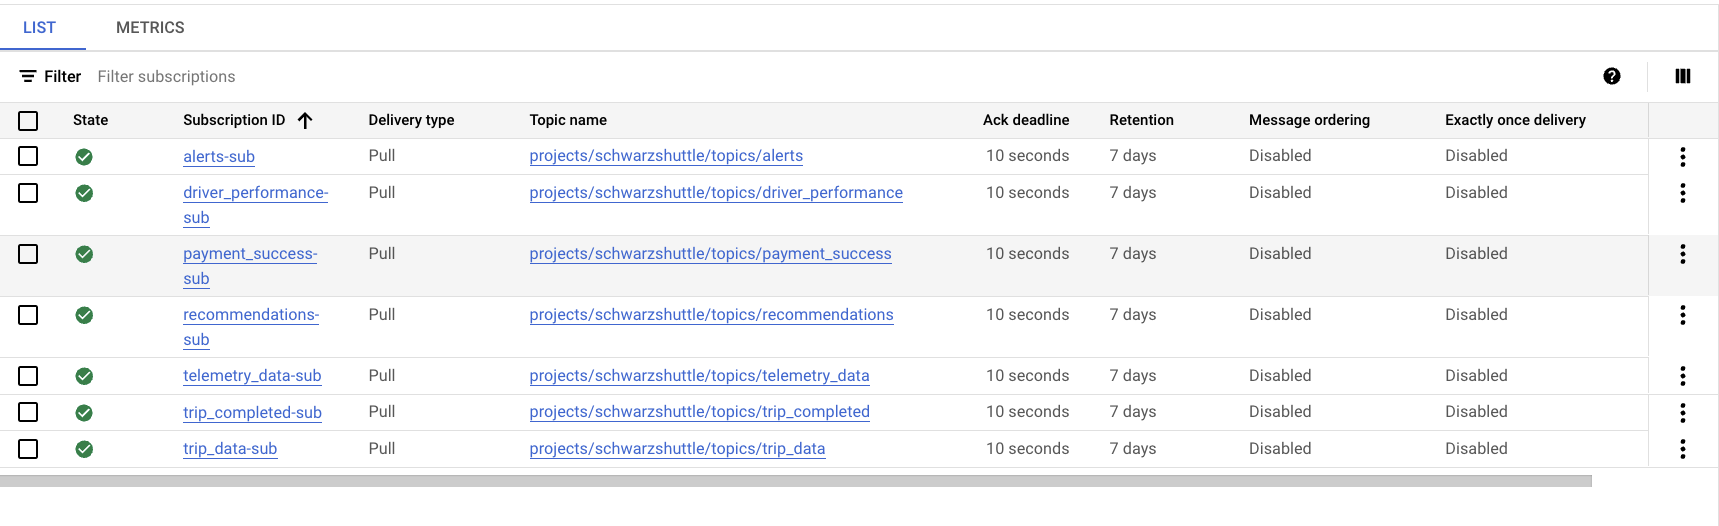 LIST METRICS
Filter Filter subscriptions
State Subscription ID Delivery type Topic name Ack deadline Retention Message ordering Exactly once delivery
alerts-sub Pull projects/schwarzshuttle/topics/alerts 10 seconds 7 days Disabled Disabled
driver_performance- Pull projects/schwarzshuttle/topics/driver_performance 10 seconds 7 days Disabled Disabled
sub
payment_success- Pull projects/schwarzshuttle/topics/payment_success 10 seconds 7 days Disabled Disabled
sub
recommendations- Pull projects/schwarzshuttle/topics/recommendations 10 seconds 7 days Disabled Disabled
sub
telemetry_data-sub Pull projects/schwarzshuttle/topics/telemetry_data 10 seconds 7 days Disabled Disabled
trip_completed-sub Pull projects/schwarzshuttle/topics/trip_completed 10 seconds 7 days Disabled Disabled
trip_data-sub Pull projects/schwarzshuttle/topics/trip_data 10 seconds 7 days Disabled Disabled